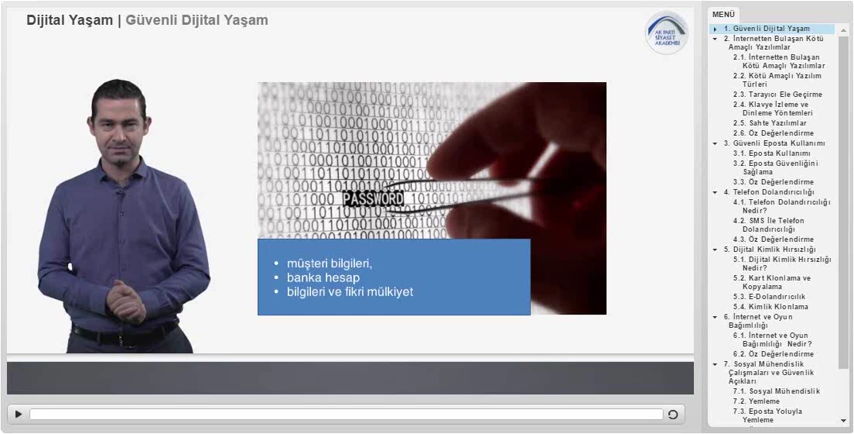 Dijital Yaşam | Güvenli Dijital Yaşam
AK PARTİ
SİYASET
AKADEMİSİ
PASSWORD
• müşteri bilgileri,
• banka hesap
• bilgileri ve fikri mülkiyet
MENÜ
1. Güvenli Dijital Yaşam
2. İnternetten Bulaşan Kötü
Amaçlı Yazılımlar
2.1. İnternetten Bulaşan
Kötü Amaçlı Yazılımlar
2.2. Kötü Amaçlı Yazılım
Türleri
2.3. Tarayıcı Ele Geçirme
2.4. Klavye İzleme ve
Dinleme Yöntemleri
2.5. Sahte Yazılımlar
2.6. Öz Değerlendirme
3. Güvenli Eposta Kullanımı
3.1. Eposta Kullanımı
3.2. Eposta Güvenliğini
Sağlama
3.3. Öz Değerlendirme
4. Telefon Dolandırıcılığı
4.1. Telefon Dolandırıcılığı
Nedir?
4.2. SMS İle Telefon
Dolandırıcılığı
4.3. Öz Değerlendirme
5. Dijital Kimlik Hırsızlığı
5.1. Dijital Kimlik Hırsızlığı
Nedir?
5.2. Kart Klonlama ve
Kopyalama
5.3. E-Dolandırıcılık
5.4. Kimlik Klonlama
6. İnternet ve Oyun
Bağımlılığı
6.1. İnternet ve Oyun
Bağımlılığı Nedir?
6.2. Öz Değerlendirme
7. Sosyal Mühendislik
Çalışmaları ve Güvenlik
Açıkları
7.1. Sosyal Mühendislik
7.2. Yemleme
7.3. Eposta Yoluyla
Yemleme